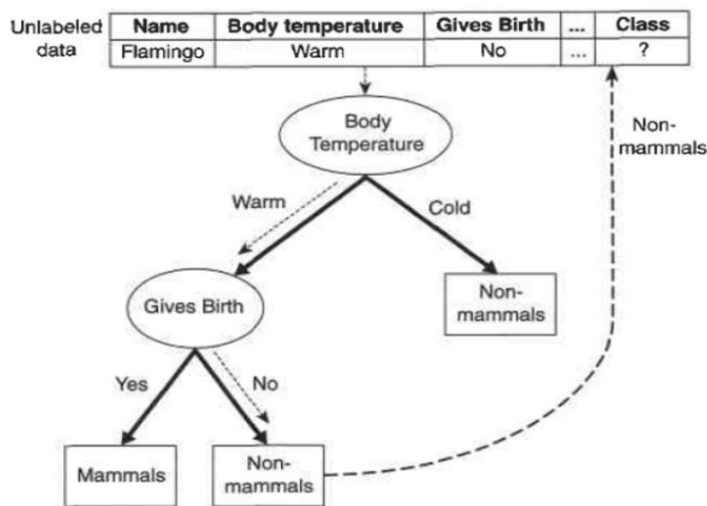 Unlabeled data
Name Body temperature Gives Birth ... Class
Flamingo Warm No ... ?
Non-
mammals
Body
Temperature
Warm
Cold
Gives Birth
Non-
mammals
Yes
No
Mammals
Non-
mammals